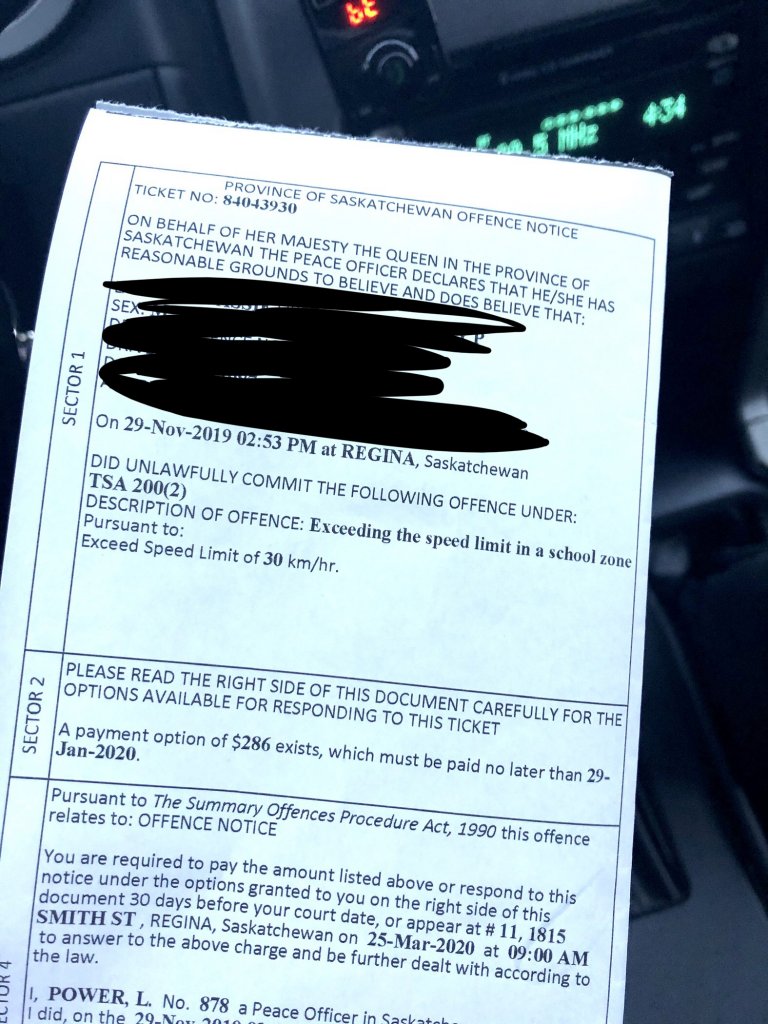 4:34
PROVINCE OF SASKATCHEWAN OFFENCE NOTICE
TICKET NO: 84043930
ON BEHALF OF HER MAJESTY THE QUEEN IN THE PROVINCE OF
SASKATCHEWAN THE PEACE OFFICER DECLARES THAT HE/SHE HAS
REASONABLE GROUNDS TO BELIEVE AND DOES BELIEVE THAT:
SEX:
SECTOR 1
On 29-Nov-2019 02:53 PM at REGINA, Saskatchewan
DID UNLAWFULLY COMMIT THE FOLLOWING OFFENCE UNDER:
TSA 200(2)
DESCRIPTION OF OFFENCE: Exceeding the speed limit in a school zone
Pursuant to:
Exceed Speed Limit of 30 km/hr.
SECTOR 2
PLEASE READ THE RIGHT SIDE OF THIS DOCUMENT CAREFULLY FOR THE
OPTIONS AVAILABLE FOR RESPONDING TO THIS TICKET
A payment option of $286 exists, which must be paid no later than 29-
Jan-2020.
Pursuant to The Summary Offences Procedure Act, 1990 this offence
relates to: OFFENCE NOTICE
You are required to pay the amount listed above or respond to this
notice under the options granted to you on the right side of this
document 30 days before your court date, or appear at # 11, 1815
SMITH ST , REGINA, Saskatchewan on 25-Mar-2020 at 09:00 AM
to answer to the above charge and be further dealt with according to
the law.
I, POWER, L. No. 878 a Peace Officer in
I did, on the 29-Nov-2019